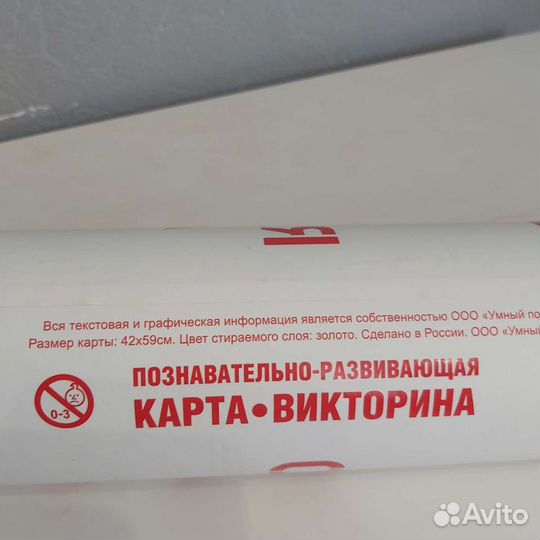 Вся текстовая и графическая информация является собственностью ООО «Умный
Размер карты: 42х59см. Цвет стираемого слоя: золото. Сделано в России. ООО «Умный
0-3
ПОЗНАВАТЕЛЬНО-РАЗВИВАЮЩАЯ
КАРТА•ВИКТОРИНА
Avito